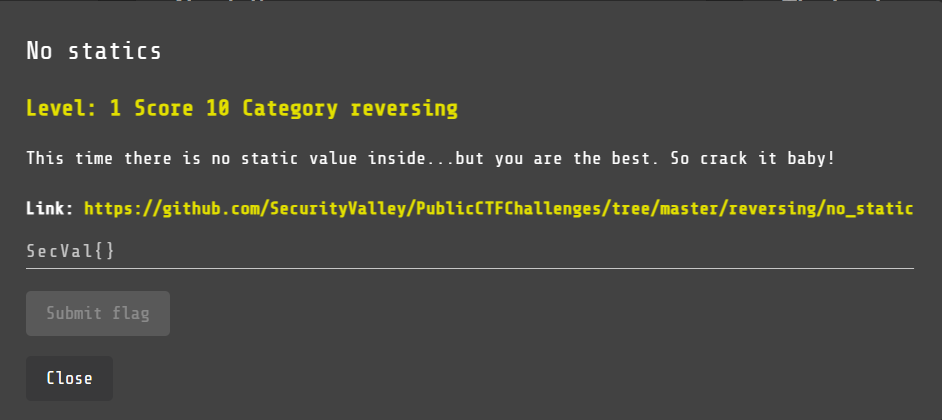 No statics
Level: 1 Score 10 Category reversing
This time there is no static value inside...but you are the best. So crack it baby!
Link: https://github.com/SecurityValley/PublicCTFChallenges/tree/master/reversing/no_static
SecVal{}
Submit flag
Close